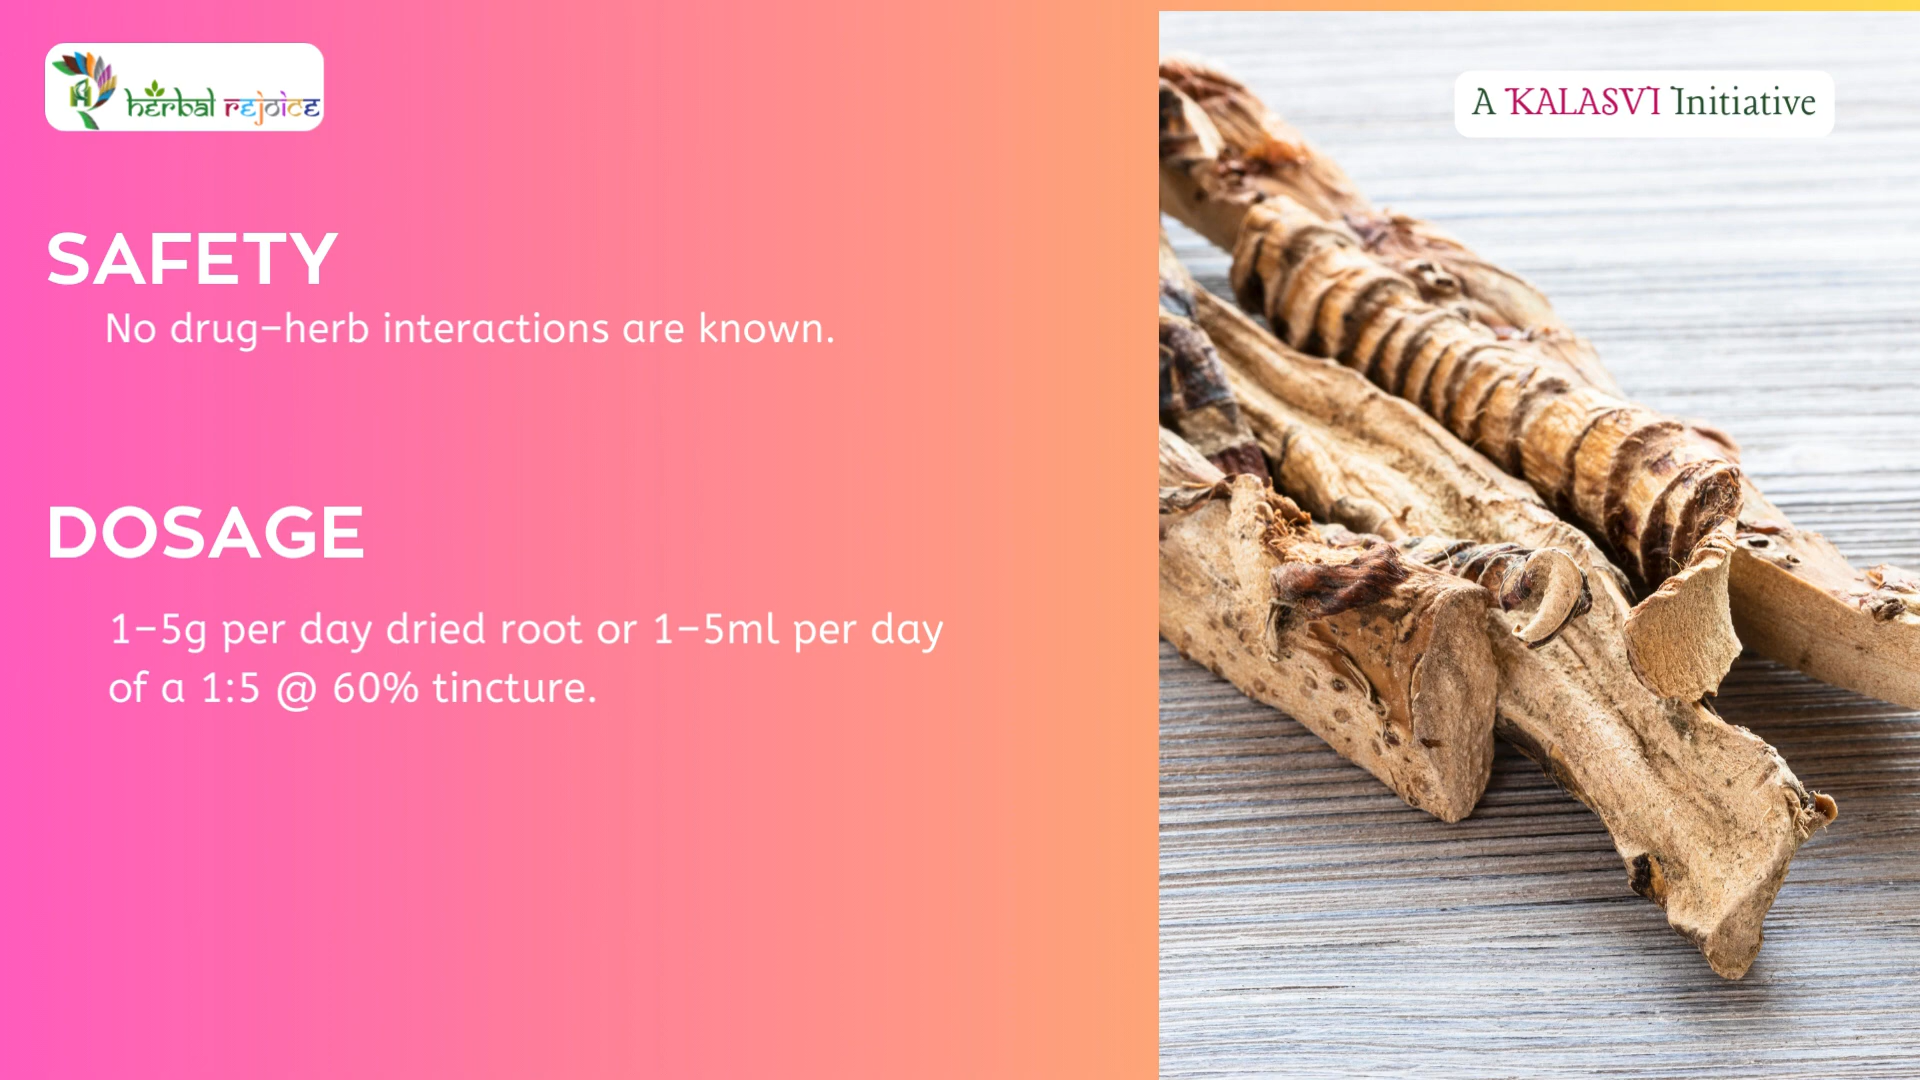 herbal rejoice
A KALASVI Initiative
SAFETY
No drug-herb interactions are known.
DOSAGE
1-5g per day dried root or 1-5ml per day
of a 1:5 @ 60% tincture.